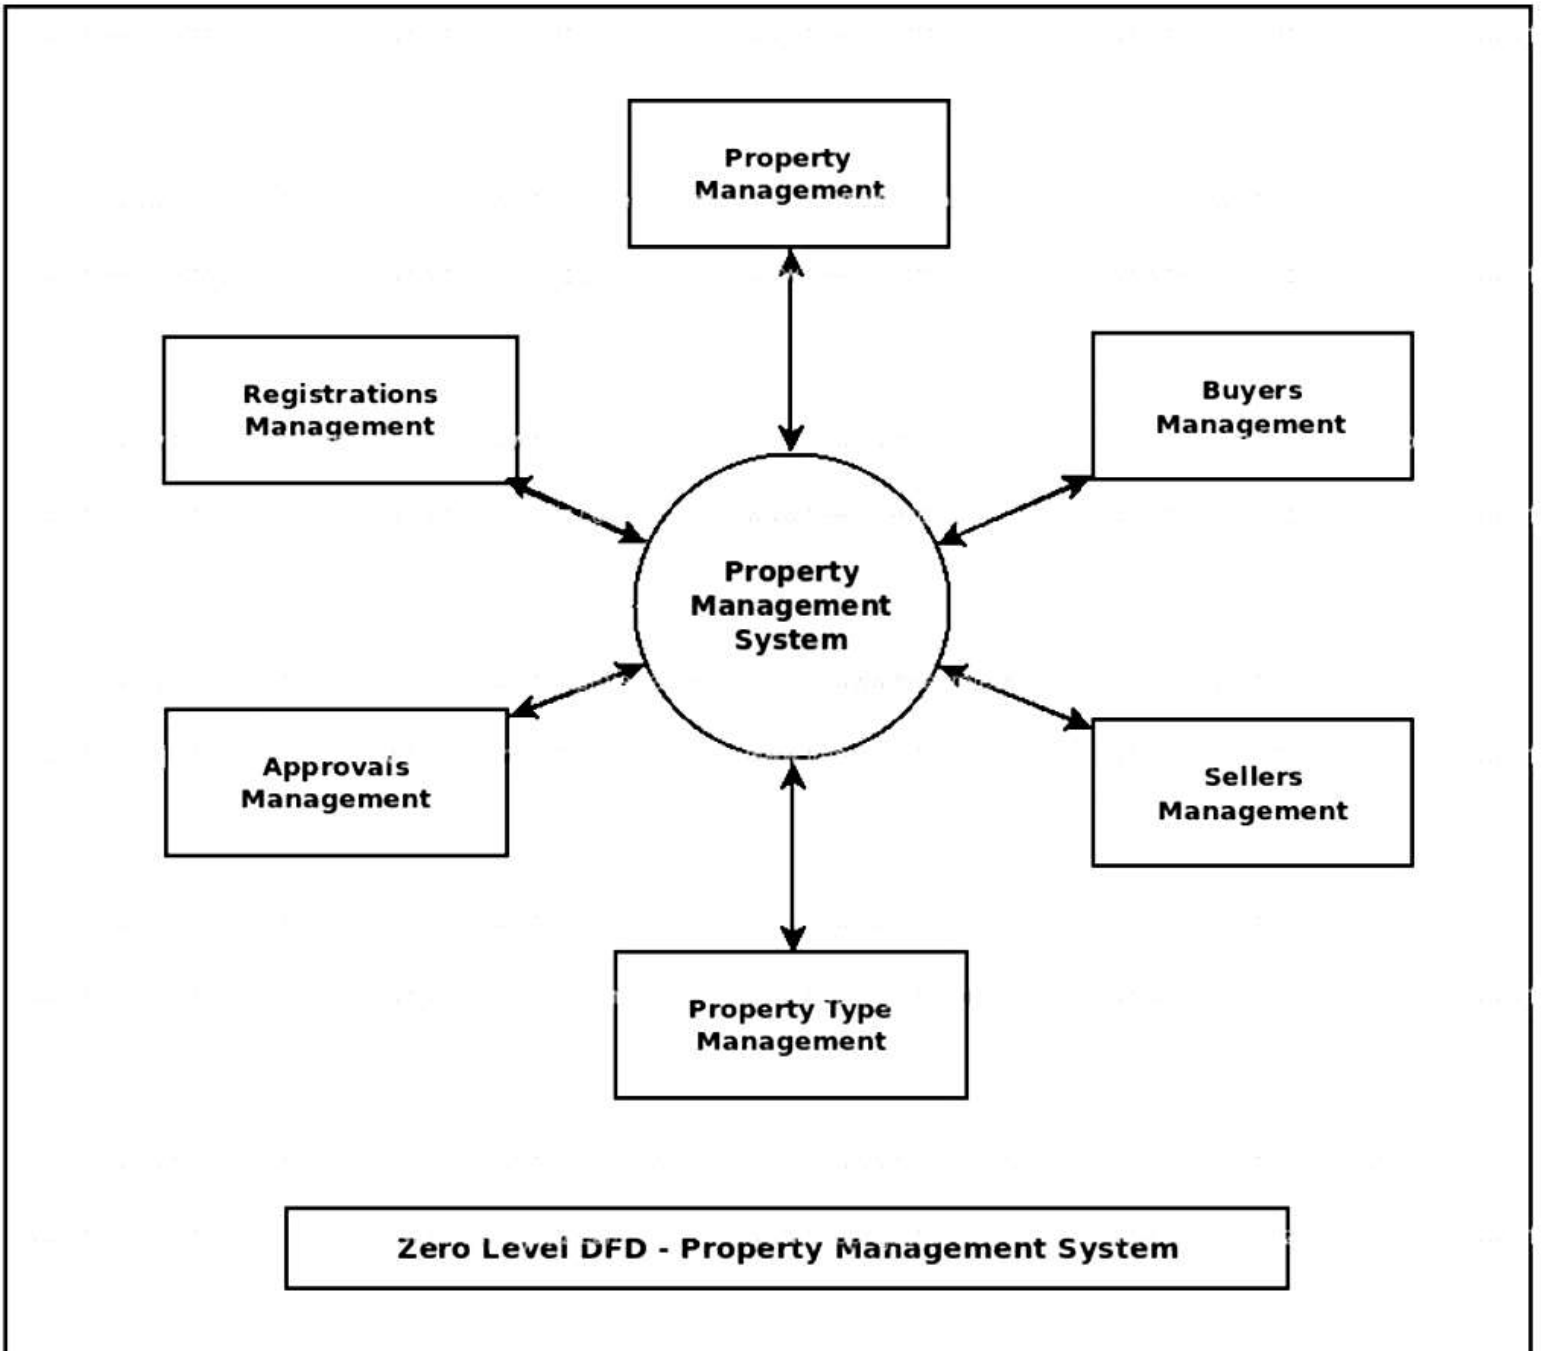 Property
Management
Registrations
Management
Buyers
Management
Property
Management
System
Approvais
Management
Sellers
Management
Property Type
Management
Zero Level DFD - Property Management System